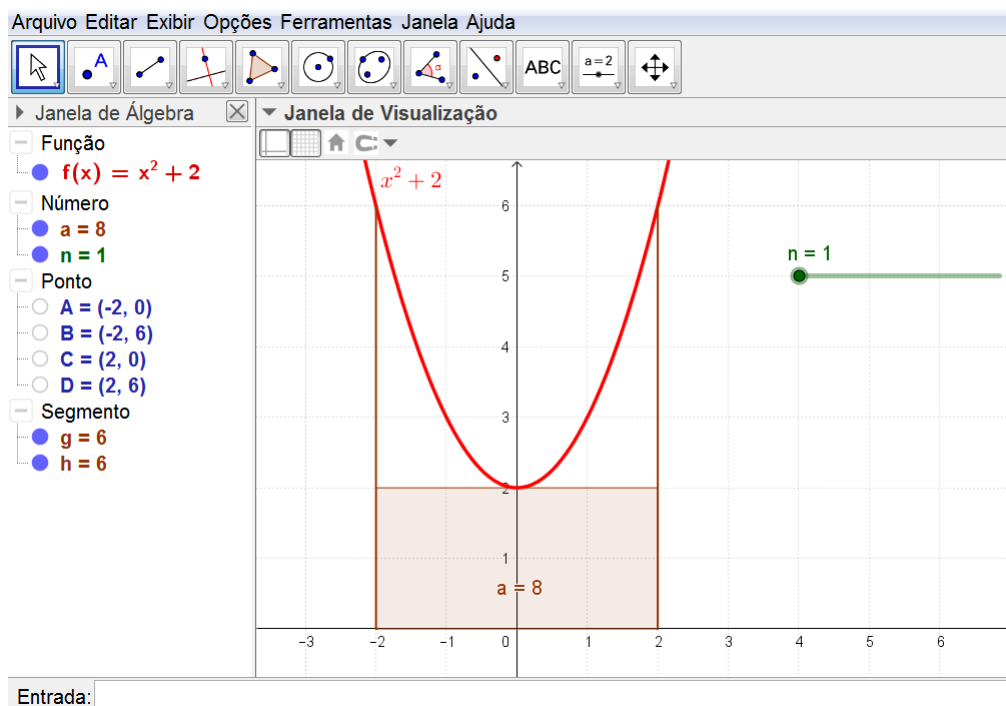 Arquivo Editar Exibir Opções Ferramentas Janela Ajuda
A
α
ABC
a=2
Janela de Álgebra
Janela de Visualização
Função
f(x) = x² + 2
Número
a = 8
n = 1
Ponto
A = (-2, 0)
B = (-2, 6)
C = (2, 0)
D = (2, 6)
Segmento
g = 6
h = 6
x² + 2
6
n = 1
5
4
3
2
1
a = 8
−3 −2 −1 0 1 2 3 4 5 6
Entrada: